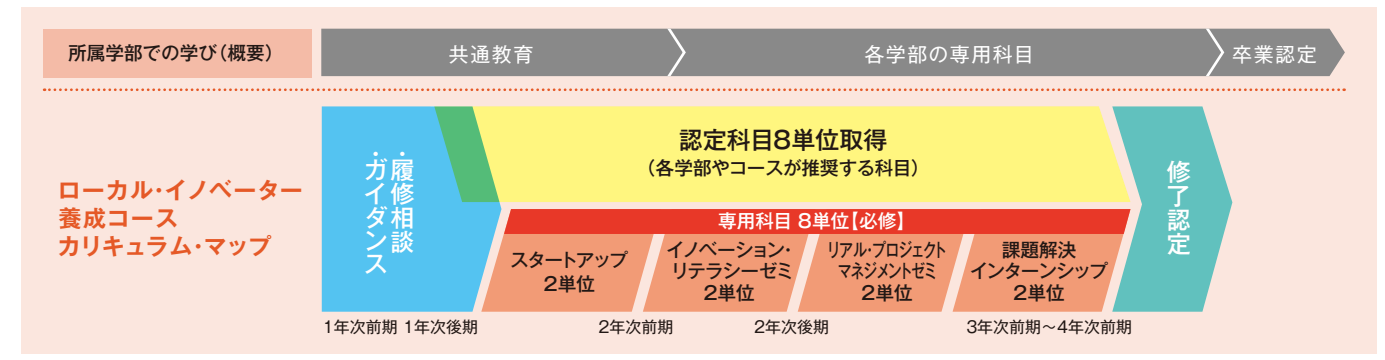 所属学部での学び（概要）
共通教育
各学部の専用科目
卒業認定
ローカル・イノベーター
養成コース
カリキュラム・マップ
・履修相談
・ガイダンス
認定科目8単位取得
（各学部やコースが推奨する科目）
専用科目 8単位【必修】
スタートアップ
2単位
イノベーション・
リテラシーゼミ
2単位
リアル・プロジェクト
マネジメントゼミ
2単位
課題解決
インターンシップ
2単位
修了認定
1年次前期 1年次後期
2年次前期
2年次後期
3年次前期～4年次前期